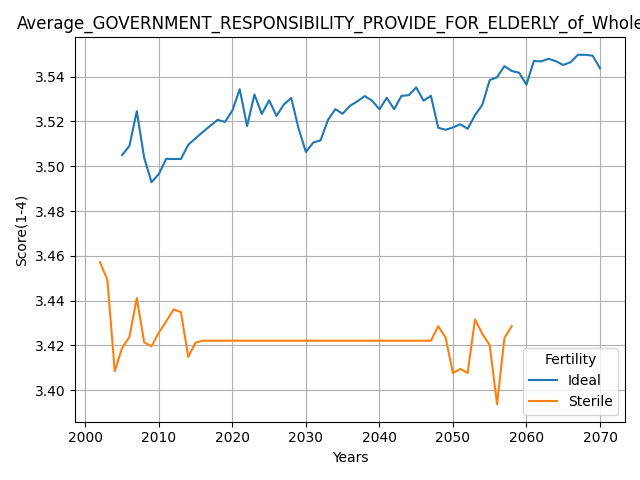 Average_GOVERNMENT_RESPONSIBILITY_PROVIDE_FOR_ELDERLY_of_Whole
Score(1-4)
3.54
3.52
3.50
3.48
3.46
3.44
3.42
3.40
Fertility
Ideal
Sterile
2000 2010 2020 2030 2040 2050 2060 2070
Years